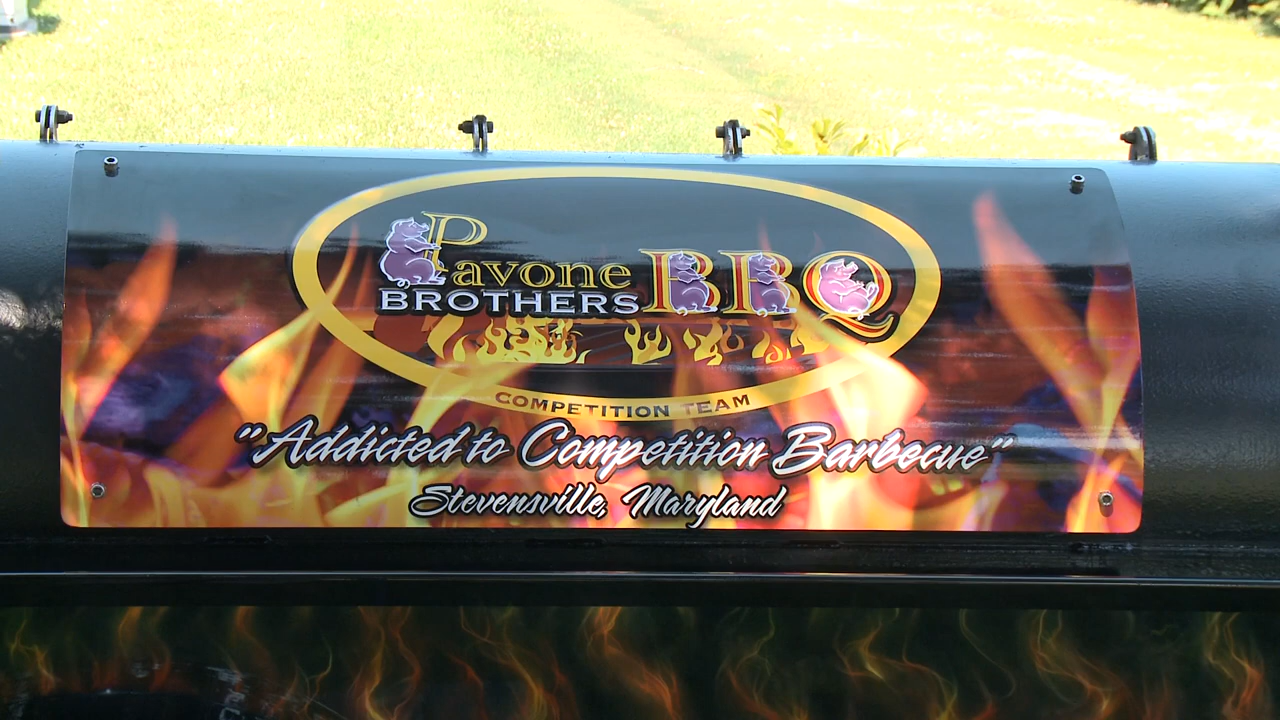 Pavone BBQ
BROTHERS
COMPETITION TEAM
"Addicted to Competition Barbecue"
Stevensville, Maryland